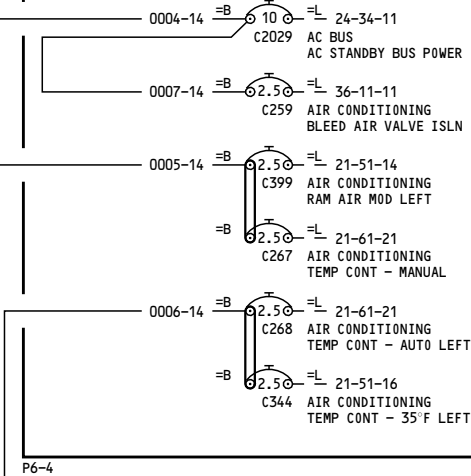 0004-14 =B 10 =L 24-34-11
C2029 AC BUS
AC STANDBY BUS POWER
0007-14 =B 2.5 =L 36-11-11
C259 AIR CONDITIONING
BLEED AIR VALVE ISLN
0005-14 =B 2.5 =L 21-51-14
C399 AIR CONDITIONING
RAM AIR MOD LEFT
=B 2.5 =L 21-61-21
C267 AIR CONDITIONING
TEMP CONT - MANUAL
0006-14 =B 2.5 =L 21-61-21
C268 AIR CONDITIONING
TEMP CONT - AUTO LEFT
=B 2.5 =L 21-51-16
C344 AIR CONDITIONING
TEMP CONT - 35°F LEFT
P6-4